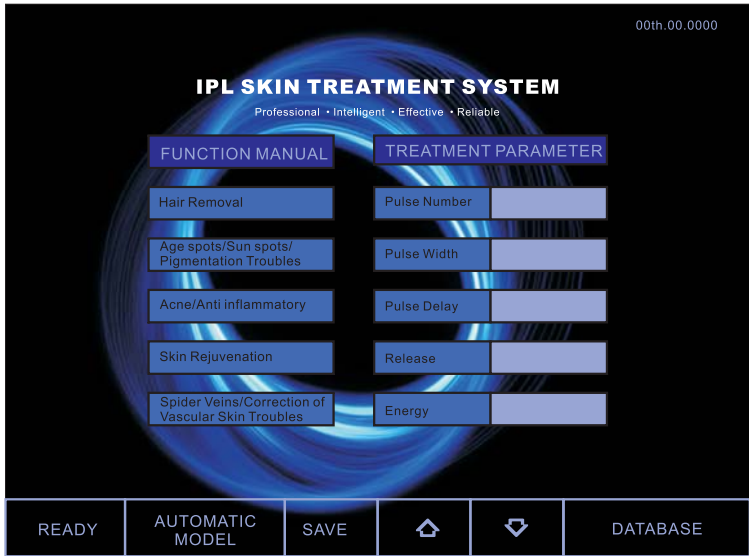 00th.00.0000
IPL SKIN TREATMENT SYSTEM
Professional • Intelligent • Effective • Reliable
FUNCTION MANUAL
TREATMENT PARAMETER
Hair Removal
Pulse Number
Age spots/Sun spots/
Pigmentation Troubles
Pulse Width
Acne/Anti inflammatory
Pulse Delay
Skin Rejuvenation
Release
Spider Veins/Correction of
Vascular Skin Troubles
Energy
READY
AUTOMATIC
MODEL
SAVE
DATABASE